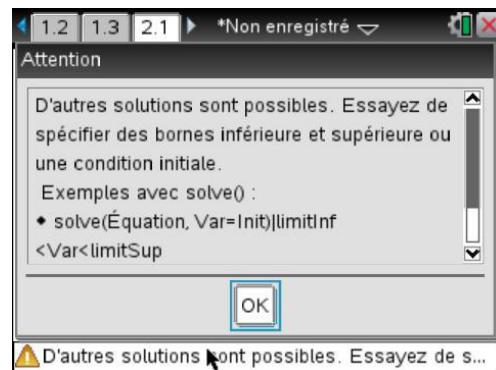 1.2 1.3 2.1 *Non enregistré
Attention
D'autres solutions sont possibles. Essayez de
spécifier des bornes inférieure et supérieure ou
une condition initiale.
Exemples avec solve() :
◆ solve(Équation, Var=Init)|limitInf
<Var<limitSup
OK
D'autres solutions sont possibles. Essayez de s...